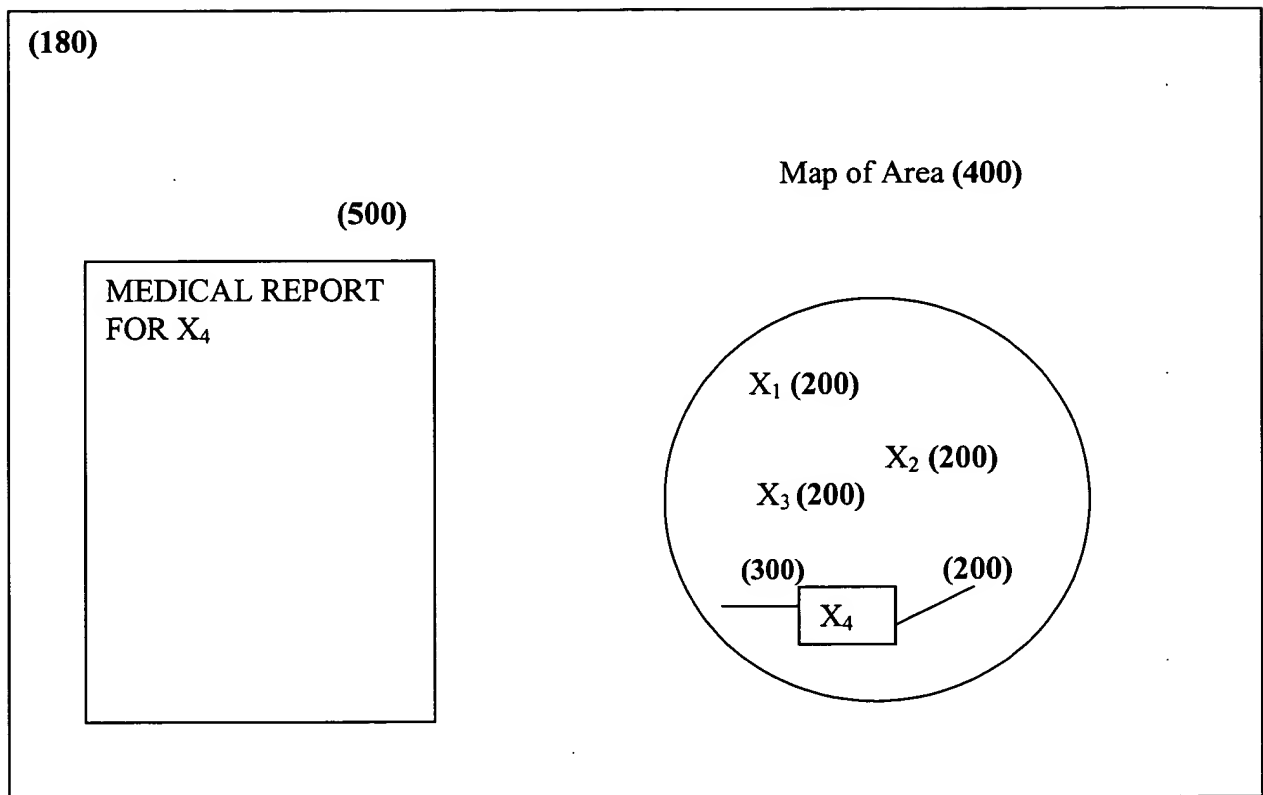 (180)
Map of Area (400)
(500)
MEDICAL REPORT
FOR X₄
X₁ (200)
X₂ (200)
X₃ (200)
(300)
(200)
X₄